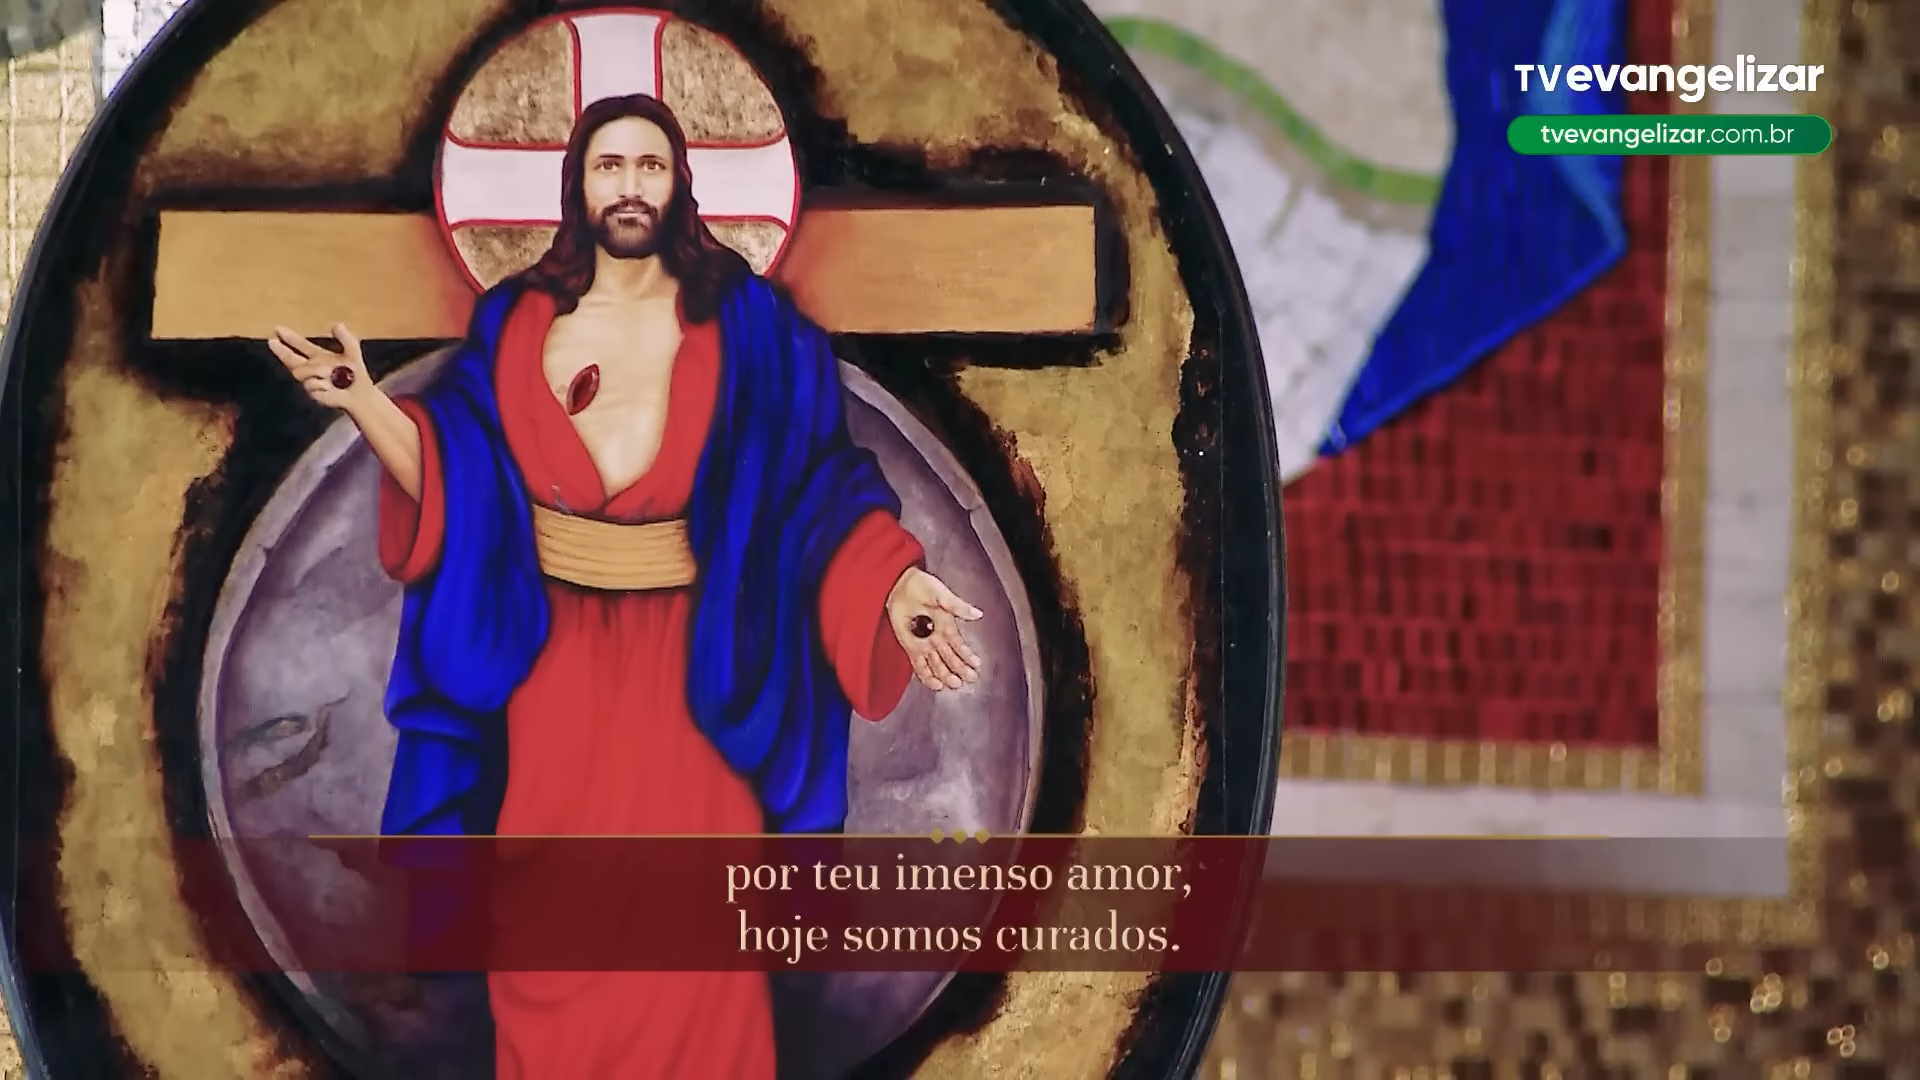 TVevangelizar
tvevangelizar.com.br
por teu imenso amor,
hoje somos curados.